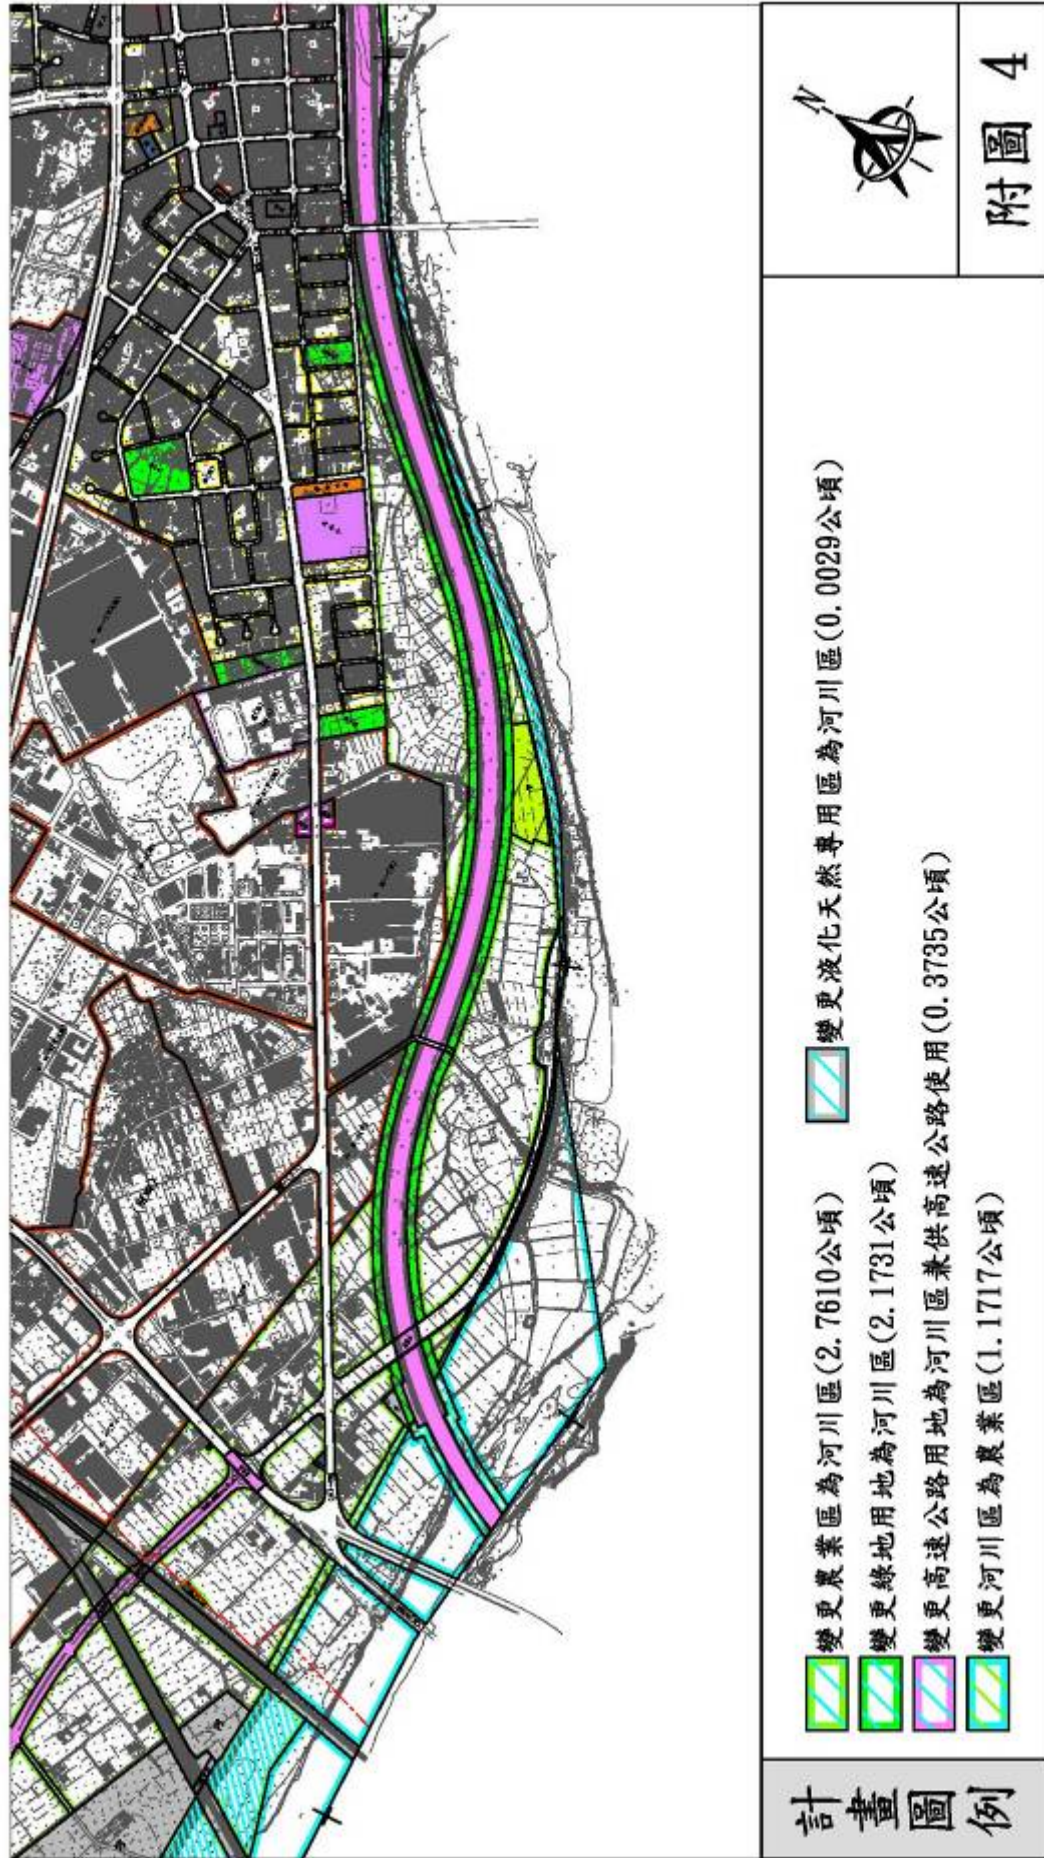 計畫圖例
變更農業區為河川區(2.7610公頃)
變更綠地用地為河川區(2.1731公頃)
變更高速公路用地為河川區兼供高速公路使用(0.3735公頃)
變更河川區為農業區(1.1717公頃)
變更液化天然專用區為河川區(0.0029公頃)
N
附圖 4